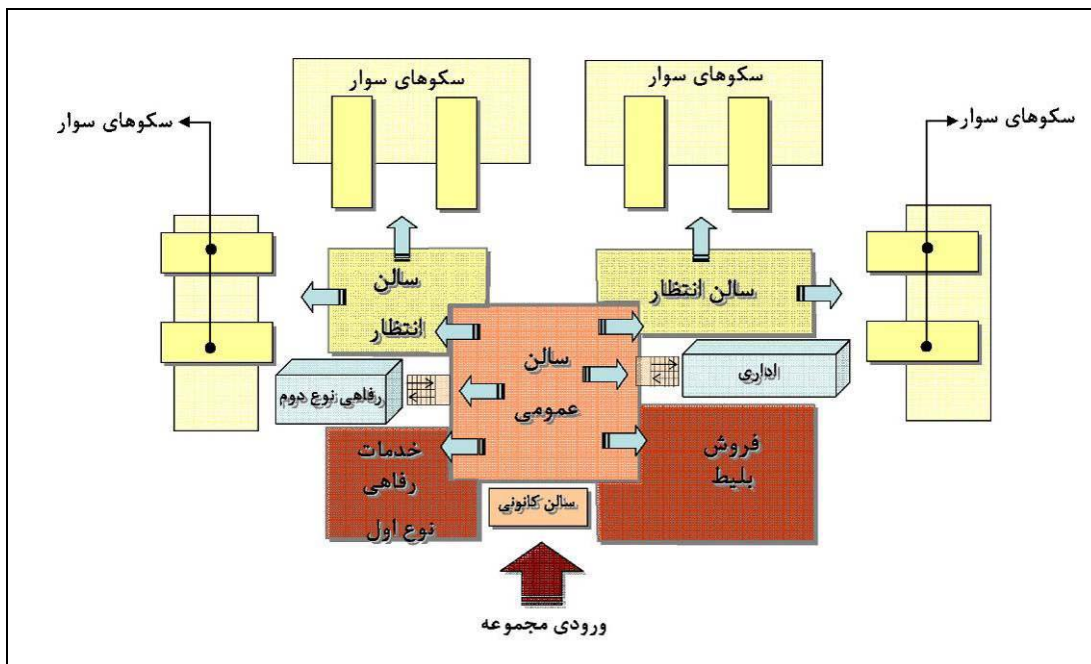 سکوهای سوار
سکوهای سوار
سکوهای سوار
سکوهای سوار
سالن انتظار
سالن
انتظار
سالن
عمومی
اداری
رفاهی نوع دوم
فروش
بلیط
خدمات
رفاهی
نوع اول
سالن کانونی
ورودی مجموعه